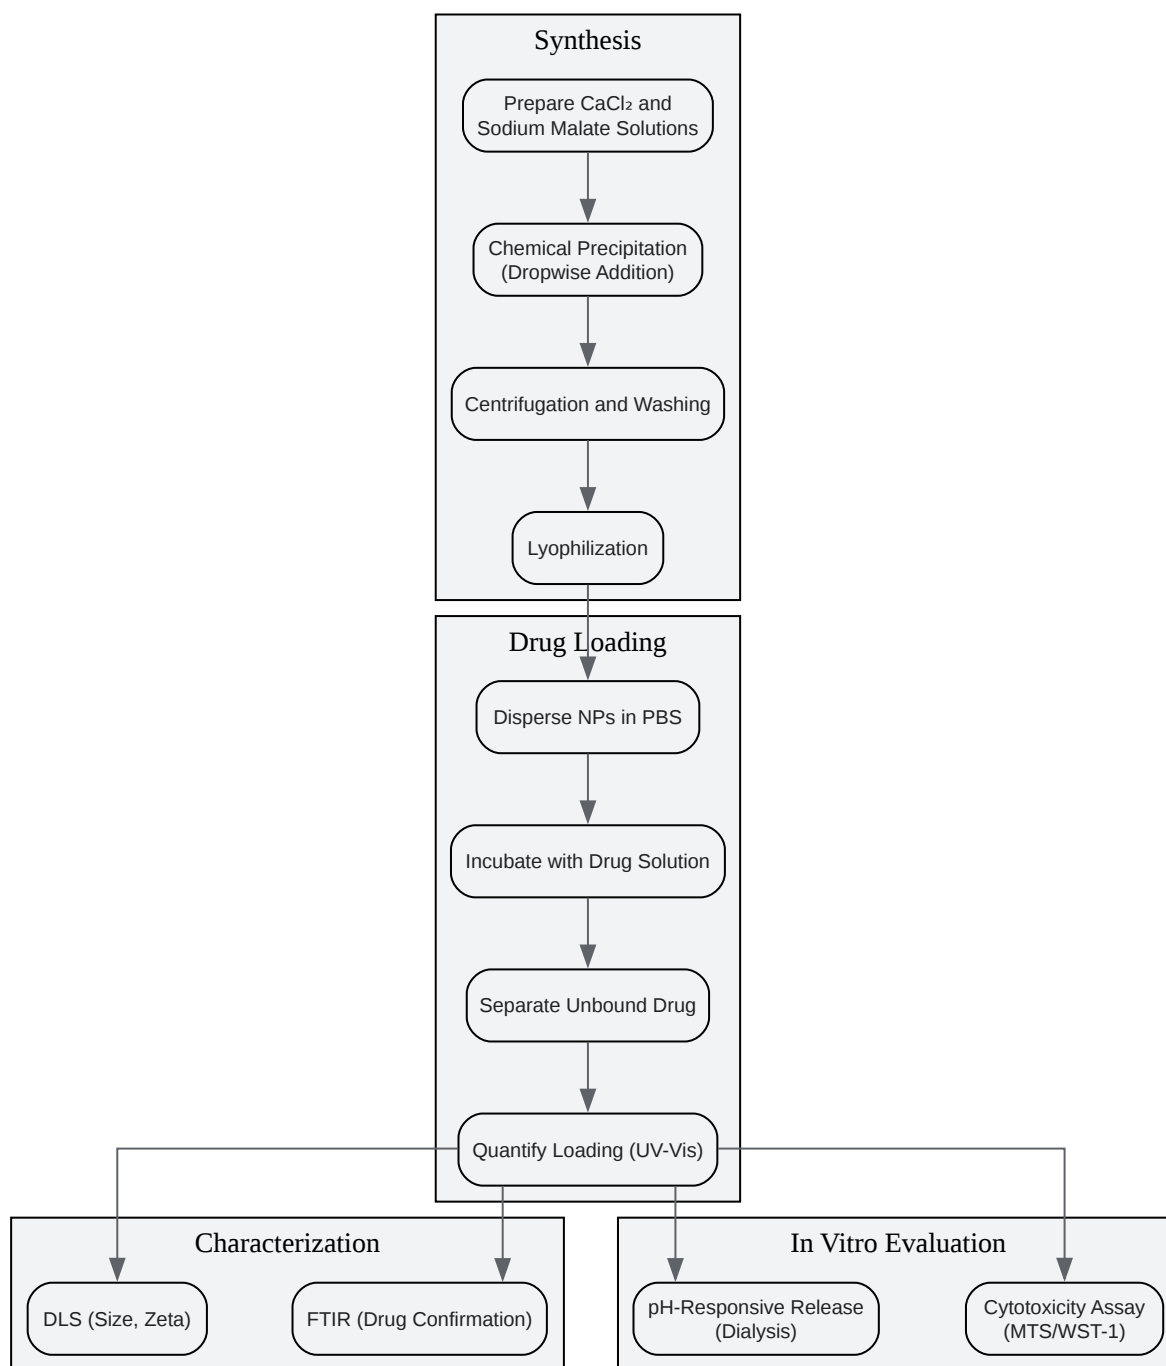 Synthesis
Prepare CaCl₂ and
Sodium Malate Solutions
Chemical Precipitation
(Dropwise Addition)
Centrifugation and Washing
Lyophilization
Drug Loading
Disperse NPs in PBS
Incubate with Drug Solution
Separate Unbound Drug
Quantify Loading (UV-Vis)
Characterization
DLS (Size, Zeta)
FTIR (Drug Confirmation)
In Vitro Evaluation
pH-Responsive Release
(Dialysis)
Cytotoxicity Assay
(MTS/WST-1)